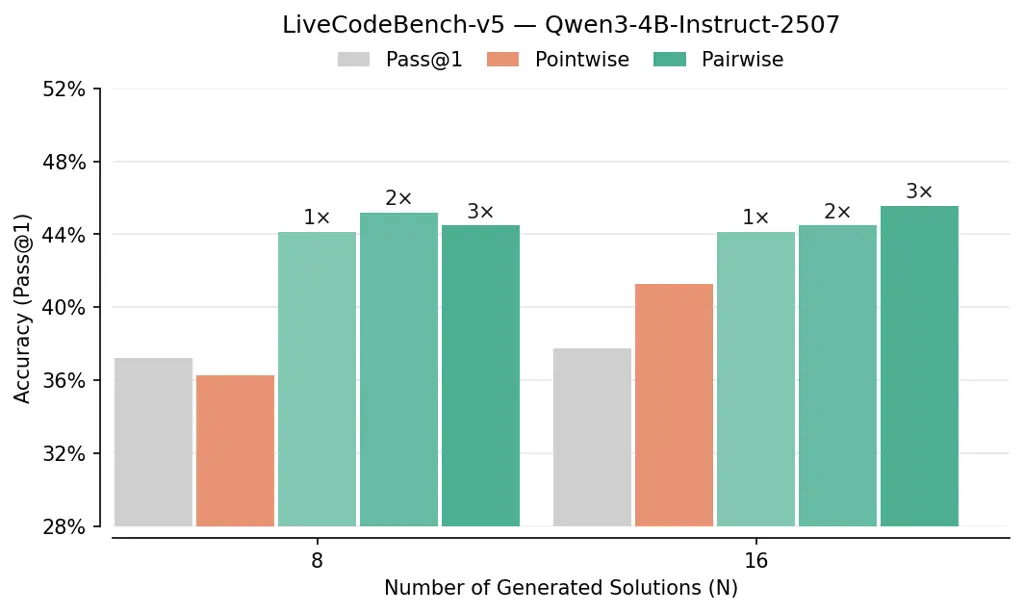 LiveCodeBench-v5 — Qwen3-4B-Instruct-2507
Pass@1 Pointwise Pairwise
52%
48%
44%
40%
36%
32%
28%
Accuracy (Pass@1)
1× 2× 3×
1× 2× 3×
8 16
Number of Generated Solutions (N)